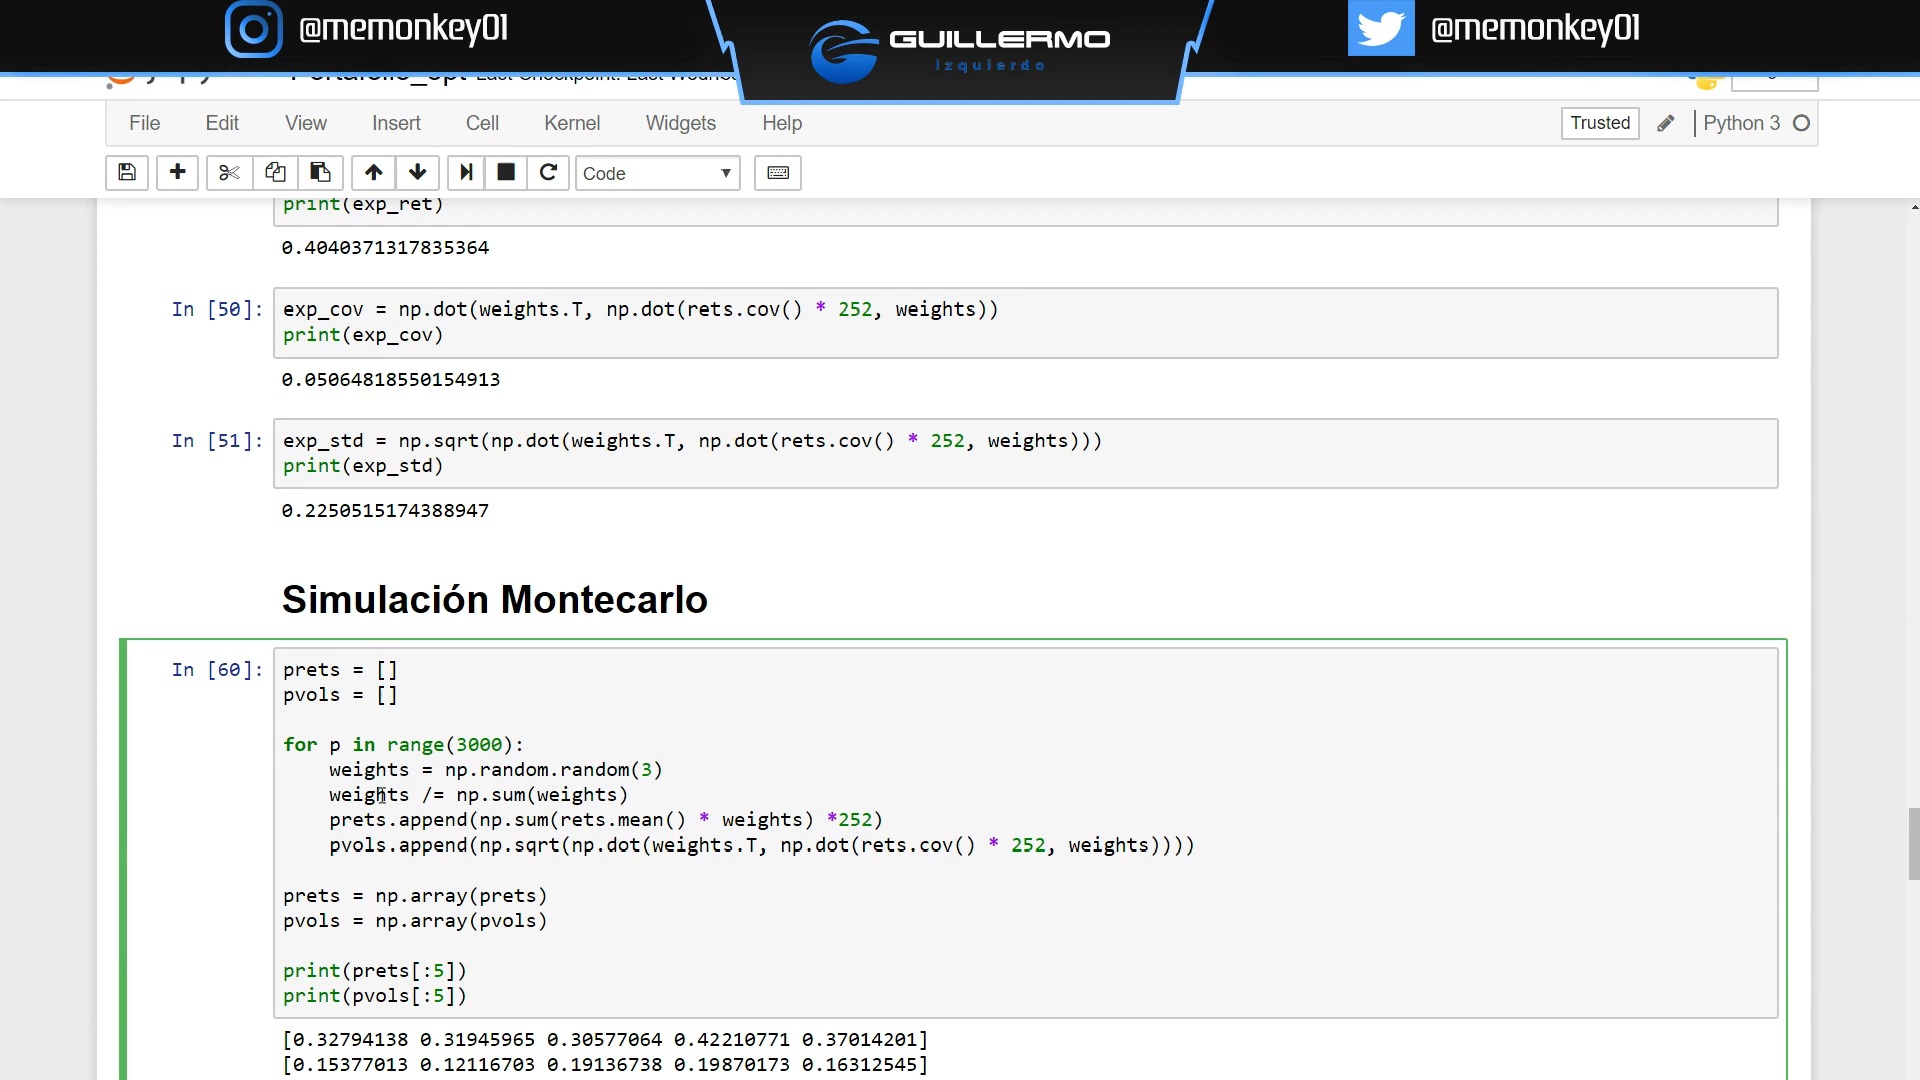 @memonkey01
GUILLERMO
Izquierdo
@memonkey01
File Edit View Insert Cell Kernel Widgets Help
Trusted
Python 3
Code
print(exp_ret)
0.4040371317835364
In [50]: exp_cov = np.dot(weights.T, np.dot(rets.cov() * 252, weights))
print(exp_cov)
0.05064818550154913
In [51]: exp_std = np.sqrt(np.dot(weights.T, np.dot(rets.cov() * 252, weights)))
print(exp_std)
0.2250515174388947
Simulación Montecarlo
In [60]: prets = []
pvols = []
for p in range(3000):
weights = np.random.random(3)
weights /= np.sum(weights)
prets.append(np.sum(rets.mean() * weights) *252)
pvols.append(np.sqrt(np.dot(weights.T, np.dot(rets.cov() * 252, weights))))
prets = np.array(prets)
pvols = np.array(pvols)
print(prets[:5])
print(pvols[:5])
[0.32794138 0.31945965 0.30577064 0.42210771 0.37014201]
[0.15377013 0.12116703 0.19136738 0.19870173 0.16312545]